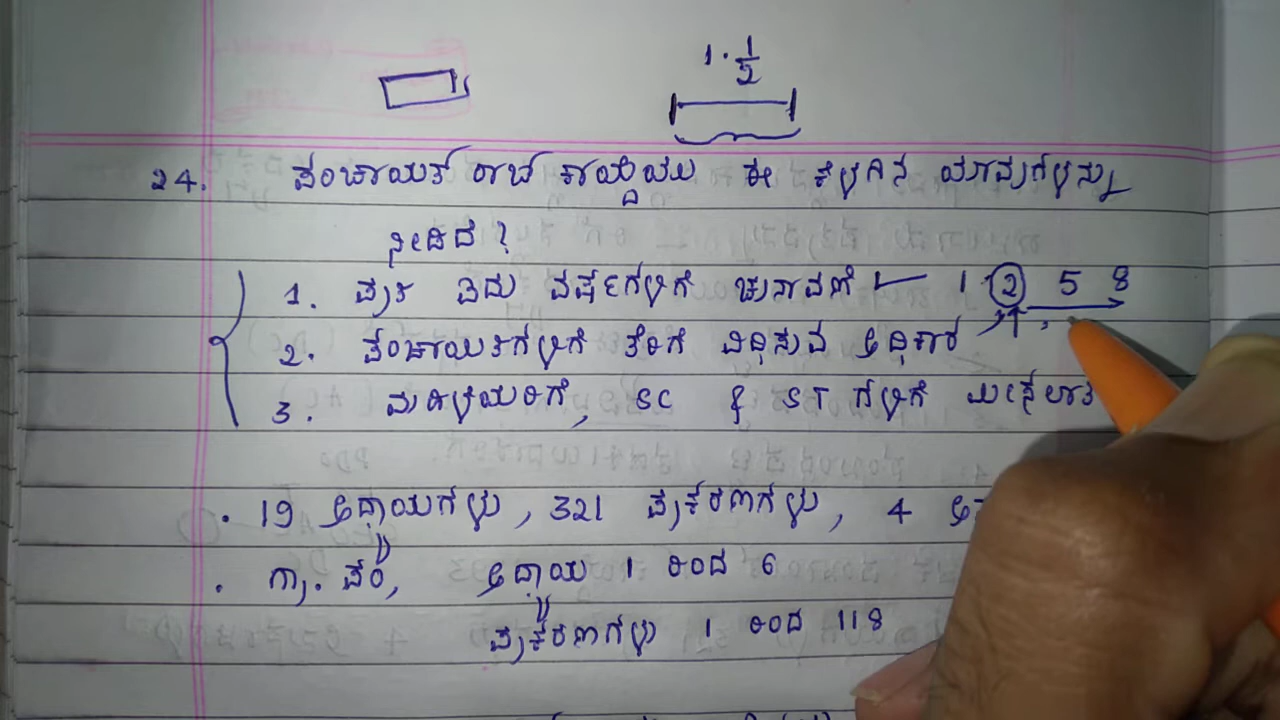 1 · 1/2
24. ಪಂಚಾಯತ ರಾಜ ಕಾಯ್ದೆಯು ಈ ಕೆಳಗಿನ ಯಾವುಗಳನ್ನು
ನೀಡಿದೆ ?
1. ಪ್ರತಿ ಐದು ವರ್ಷಗಳಿಗೆ ಚುನಾವಣೆ 1 2 5 8
2. ಪಂಚಾಯತಿಗಳಿಗೆ ತೆರಿಗೆ ವಿಧಿಸುವ ಅಧಿಕಾರ
3. ಮಹಿಳೆಯರಿಗೆ, SC & ST ಗಳಿಗೆ ಮೀಸಲಾತಿ
· 19 ಅಧ್ಯಾಯಗಳು, 321 ಪ್ರಕರಣಗಳು, 4
· ಗ್ರಾ. ಪಂ, ಅಧ್ಯಾಯ 1 ರಿಂದ 6
ಪ್ರಕರಣಗಳು 1 ರಿಂದ 118